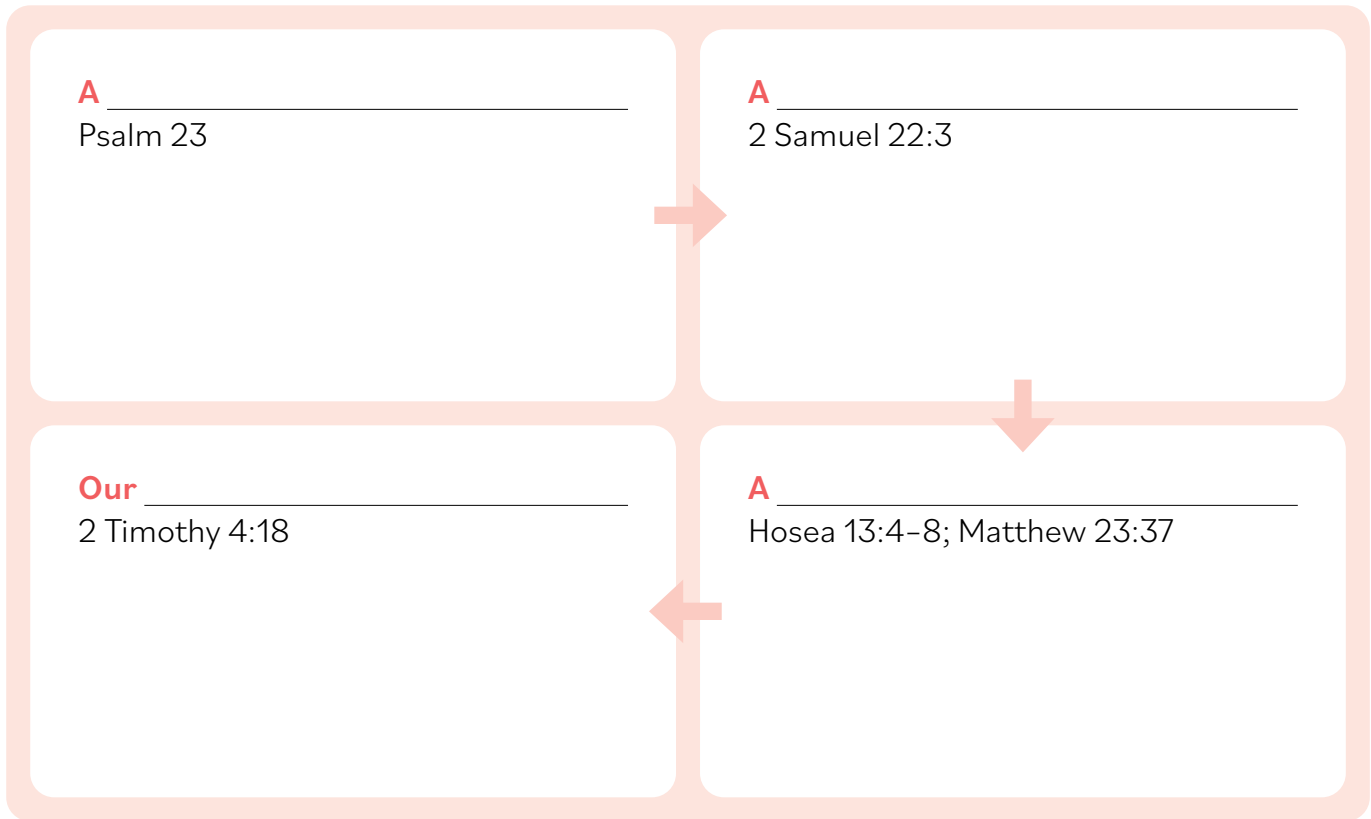 A
Psalm 23
A
2 Samuel 22:3
A
Hosea 13:4–8; Matthew 23:37
Our
2 Timothy 4:18